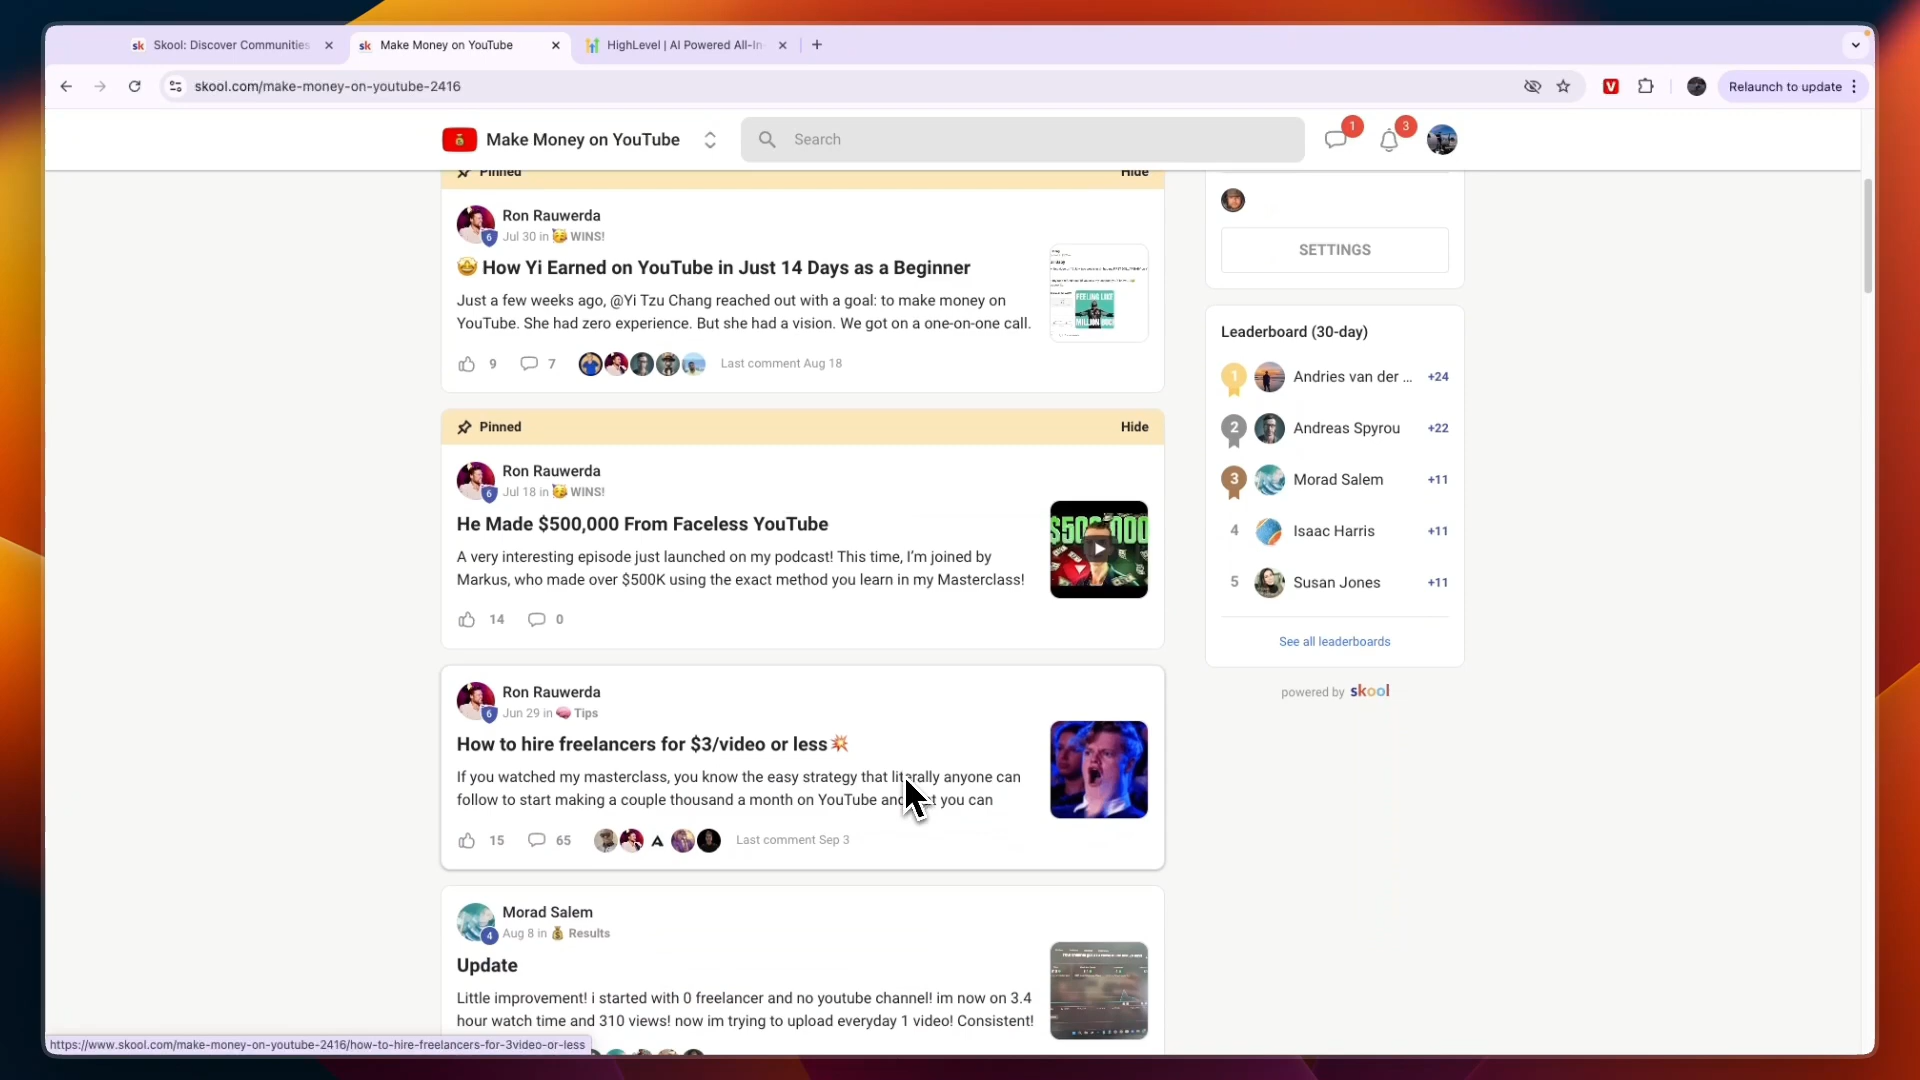 sk Skool: Discover Communities
sk Make Money on YouTube
HighLevel | AI Powered All-In-
skool.com/make-money-on-youtube-2416
V
Relaunch to update
Make Money on YouTube
Search
1
3
Pinned
Hide
Ron Rauwerda
6
Jul 30 in 🥳 WINS!
🤩 How Yi Earned on YouTube in Just 14 Days as a Beginner
Just a few weeks ago, @Yi Tzu Chang reached out with a goal: to make money on
YouTube. She had zero experience. But she had a vision. We got on a one-on-one call.
9
7
Last comment Aug 18
FEELING LOST
MILLION
Pinned
Hide
Ron Rauwerda
6
Jul 18 in 🥳 WINS!
He Made $500,000 From Faceless YouTube
A very interesting episode just launched on my podcast! This time, I'm joined by
Markus, who made over $500K using the exact method you learn in my Masterclass!
14
0
Ron Rauwerda
6
Jun 29 in 🧠 Tips
How to hire freelancers for $3/video or less💥
If you watched my masterclass, you know the easy strategy that literally anyone can
follow to start making a couple thousand a month on YouTube and you can
15
65
Last comment Sep 3
Morad Salem
4
Aug 8 in 💰 Results
Update
Little improvement! i started with 0 freelancer and no youtube channel! im now on 3.4
hour watch time and 310 views! now im trying to upload everyday 1 video! Consistent!
SETTINGS
Leaderboard (30-day)
1 Andries van der ... +24
2 Andreas Spyrou +22
3 Morad Salem +11
4 Isaac Harris +11
5 Susan Jones +11
See all leaderboards
powered by skool
https://www.skool.com/make-money-on-youtube-2416/how-to-hire-freelancers-for-3video-or-less